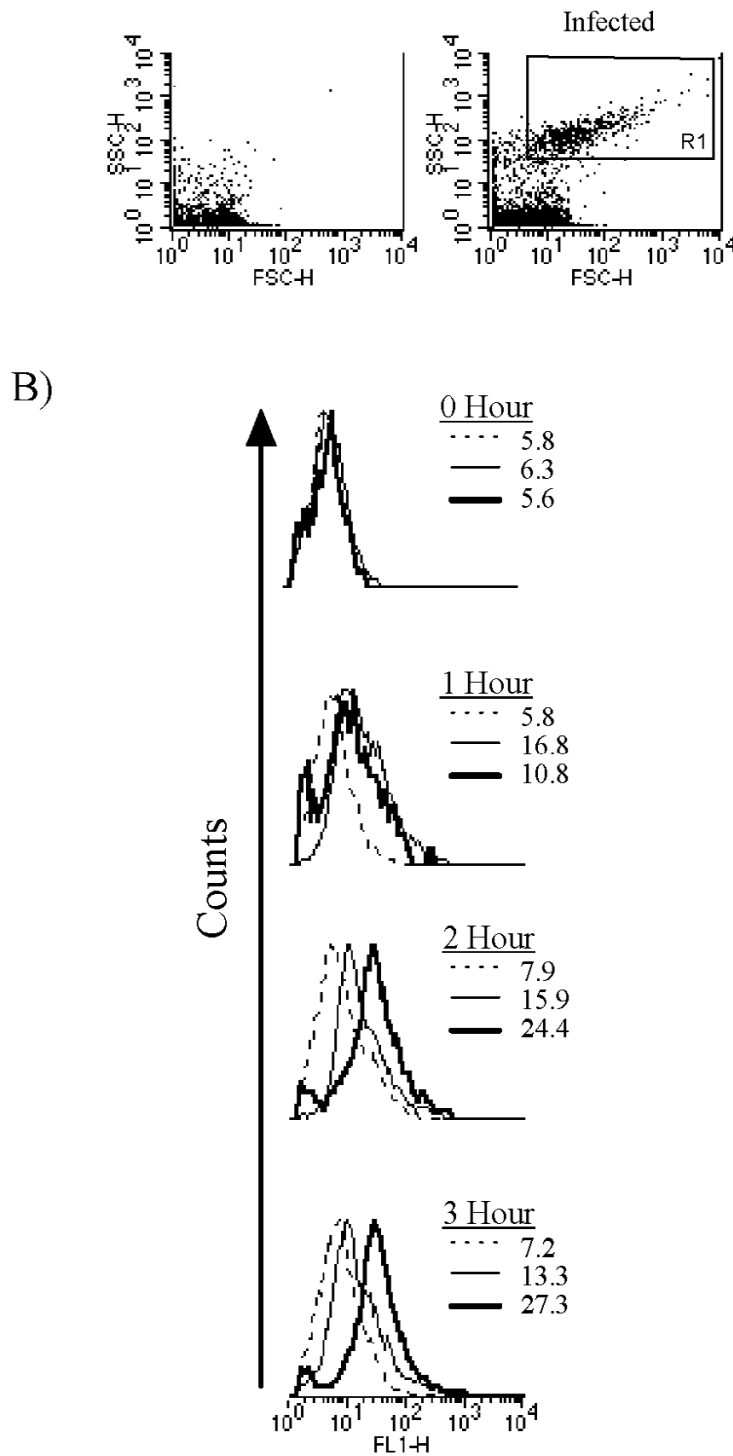 Infected
10^4 10^4
10^3 10^3
SSC-H SSC-H
10^2 10^2
R1
10^1 10^1
10^0 10^0
10^0 10^1 10^2 10^3 10^4 10^0 10^1 10^2 10^3 10^4
FSC-H FSC-H
B)
0 Hour
5.8
6.3
5.6
1 Hour
5.8
16.8
10.8
Counts
2 Hour
7.9
15.9
24.4
3 Hour
7.2
13.3
27.3
10^0 10^1 10^2 10^3 10^4
FL1-H